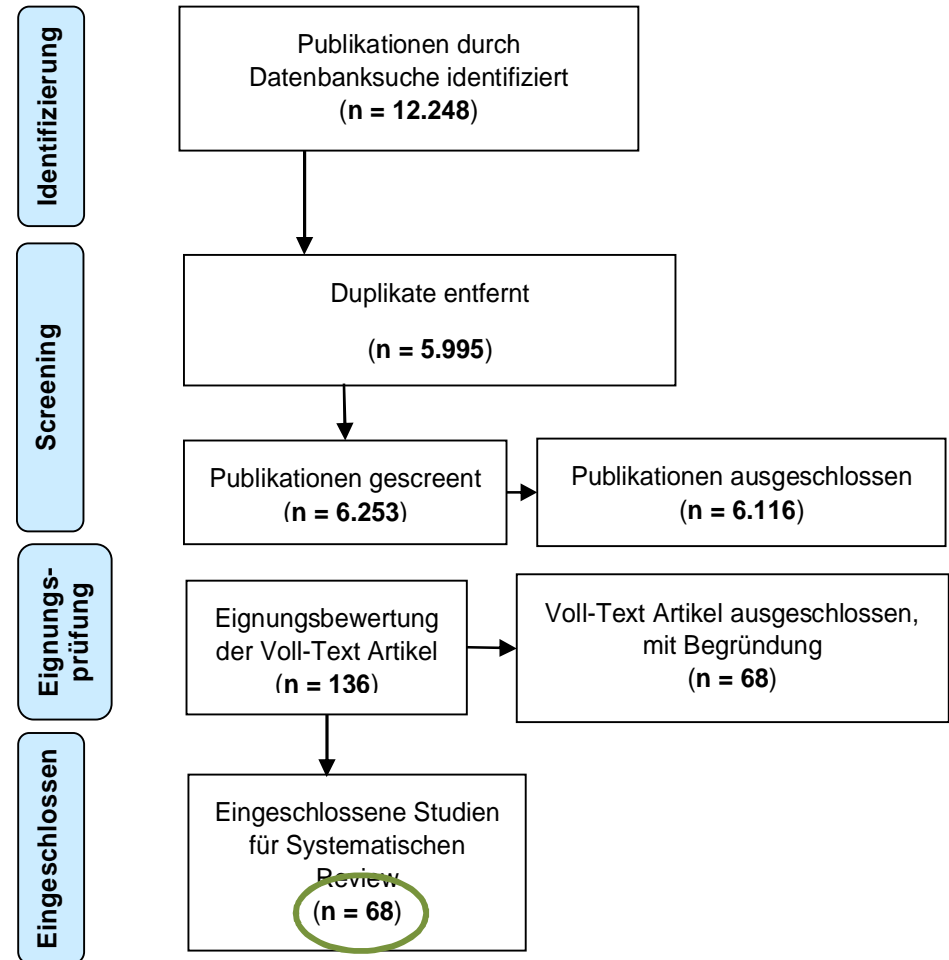 Identifizierung
Publikationen durch
Datenbanksuche identifiziert
(n = 12.248)
Screening
Duplikate entfernt
(n = 5.995)
Publikationen gescreent
(n = 6.253)
Publikationen ausgeschlossen
(n = 6.116)
Eignungs-
prüfung
Eignungsbewertung
der Voll-Text Artikel
(n = 136)
Voll-Text Artikel ausgeschlossen,
mit Begründung
(n = 68)
Eingeschlossen
Eingeschlossene Studien
für Systematischen
Review
(n = 68)